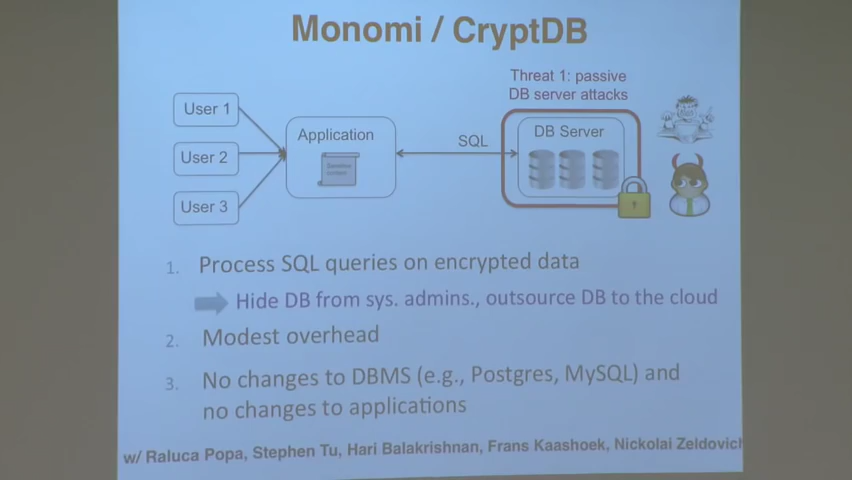 Monomi / CryptDB
Threat 1: passive
DB server attacks
User 1
User 2
User 3
Application
SQL
DB Server
1. Process SQL queries on encrypted data
Hide DB from sys. admins., outsource DB to the cloud
2. Modest overhead
3. No changes to DBMS (e.g., Postgres, MySQL) and
no changes to applications
w/ Raluca Popa, Stephen Tu, Hari Balakrishnan, Frans Kaashoek, Nickolai Zeldovich